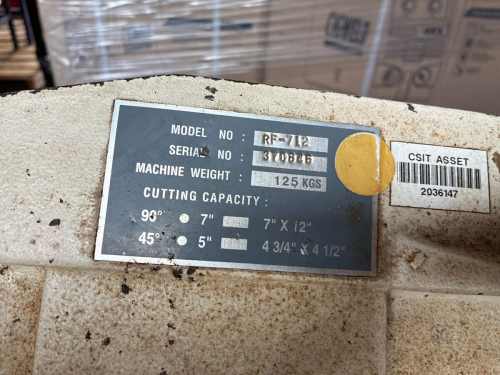 MODEL NO : RF-712
SERIAL NO : 370846
MACHINE WEIGHT : 125 KGS
CUTTING CAPACITY :
90° ● 7" 7" X 12"
45° ● 5" 4 3/4" X 4 1/2"
CSIT ASSET
2036147